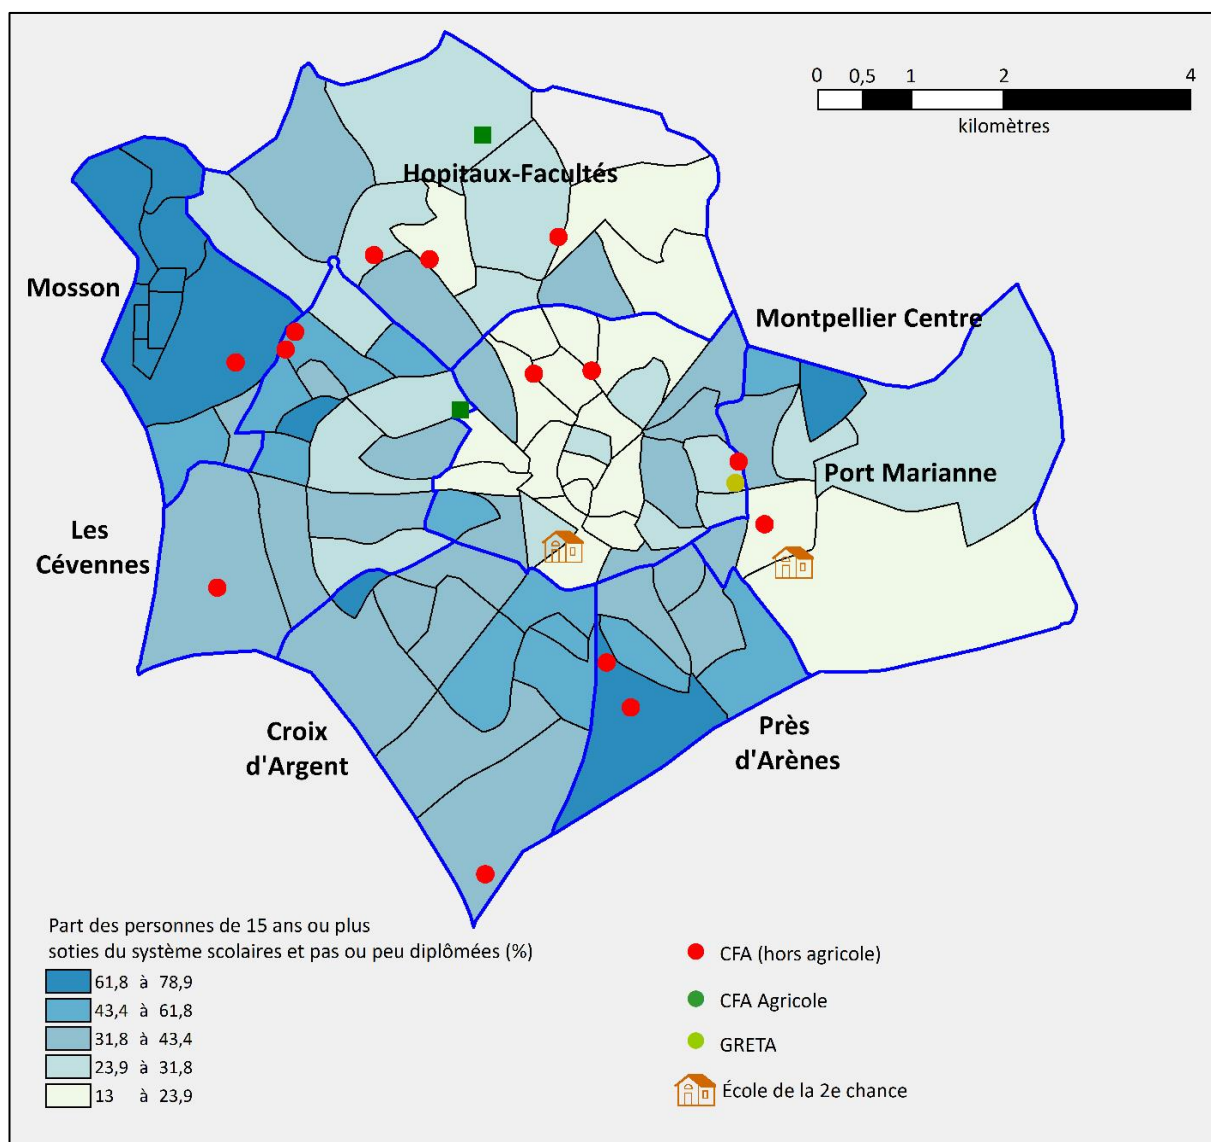 0 0,5 1 2 4
kilomètres
Hopitaux-Facultés
Mosson
Montpellier Centre
Port Marianne
Les
Cévennes
Croix
d'Argent
Près
d'Arènes
Part des personnes de 15 ans ou plus
soties du système scolaires et pas ou peu diplômées (%)
61,8 à 78,9
43,4 à 61,8
31,8 à 43,4
23,9 à 31,8
13 à 23,9
CFA (hors agricole)
CFA Agricole
GRETA
École de la 2e chance